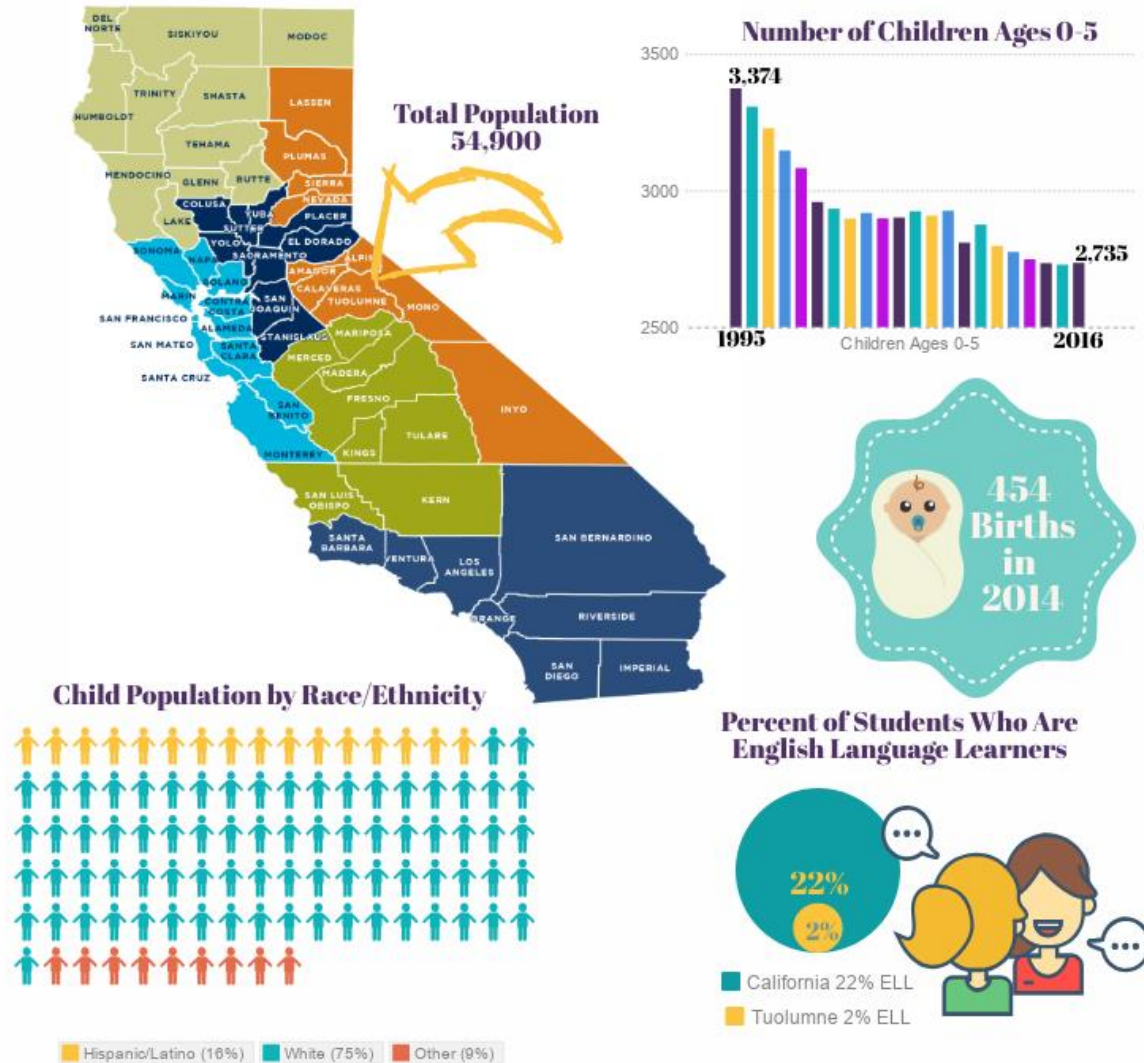 DEL
NORTE
SISKIYOU
MODOC
TRINITY
SHASTA
LASSEN
HUMBOLDT
TEHAMA
PLUMAS
MENDOCINO
GLENN
BUTTE
SIERRA
NEVADA
COLUSA
YUBA
PLACER
LAKE
SUTTER
YOLO
EL DORADO
SONOMA
NAPA
SACRAMENTO
ALPINE
AMADOR
SOLANO
CALAVERAS
MARIN
CONTRA
COSTA
SAN
JOAQUIN
TUOLUMNE
MONO
SAN FRANCISCO
ALAMEDA
STANISLAUS
MARIPOSA
SAN MATEO
SANTA
CLARA
MERCED
SANTA CRUZ
MADERA
FRESNO
SAN
BENITO
INYO
TULARE
MONTEREY
KINGS
SAN LUIS
OBISPO
KERN
SANTA
BARBARA
VENTURA
LOS
ANGELES
SAN BERNARDINO
ORANGE
RIVERSIDE
SAN
DIEGO
IMPERIAL
Total Population
54,900
Number of Children Ages 0-5
3500
3,374
3000
2,735
2500
1995
Children Ages 0-5
2016
454
Births
in
2014
Child Population by Race/Ethnicity
Hispanic/Latino (16%) White (75%) Other (9%)
Percent of Students Who Are
English Language Learners
22%
2%
California 22% ELL
Tuolumne 2% ELL